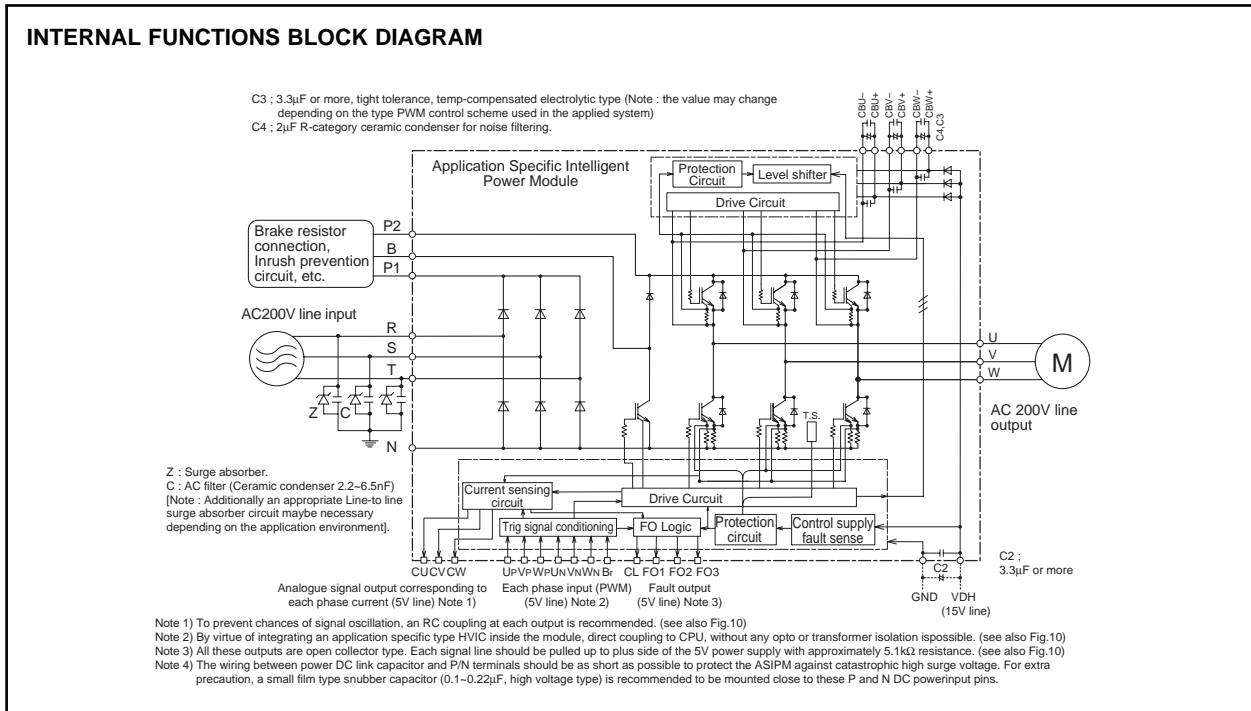 INTERNAL FUNCTIONS BLOCK DIAGRAM
C3 ; 3.3µF or more, tight tolerance, temp-compensated electrolytic type (Note : the value may change
depending on the type PWM control scheme used in the applied system)
C4 ; 2µF R-category ceramic condenser for noise filtering.
CBU–
CBU+
CBV–
CBV+
CBW–
CBW+
C4,C3
Application Specific Intelligent
Power Module
Protection
Circuit
Level shifter
Drive Circuit
Brake resistor
connection,
Inrush prevention
circuit, etc.
P2
B
P1
AC200V line input
R
S
T
Z
C
N
U
V
W
M
AC 200V line
output
T.S.
Z : Surge absorber.
C : AC filter (Ceramic condenser 2.2~6.5nF)
[Note : Additionally an appropriate Line-to line
surge absorber circuit maybe necessary
depending on the application environment].
Current sensing
circuit
Drive Curcuit
Trig signal conditioning
FO Logic
Protection
circuit
Control supply
fault sense
CU CV CW
UP VP WP UN VN WN Br
CL FO1 FO2 FO3
Analogue signal output corresponding to
each phase current (5V line) Note 1)
Each phase input (PWM)
(5V line) Note 2)
Fault output
(5V line) Note 3)
C2
GND
VDH
(15V line)
C2 ;
3.3µF or more
Note 1) To prevent chances of signal oscillation, an RC coupling at each output is recommended. (see also Fig.10)
Note 2) By virtue of integrating an application specific type HVIC inside the module, direct coupling to CPU, without any opto or transformer isolation ispossible. (see also Fig.10)
Note 3) All these outputs are open collector type. Each signal line should be pulled up to plus side of the 5V power supply with approximately 5.1kΩ resistance. (see also Fig.10)
Note 4) The wiring between power DC link capacitor and P/N terminals should be as short as possible to protect the ASIPM against catastrophic high surge voltage. For extra
precaution, a small film type snubber capacitor (0.1~0.22µF, high voltage type) is recommended to be mounted close to these P and N DC powerinput pins.